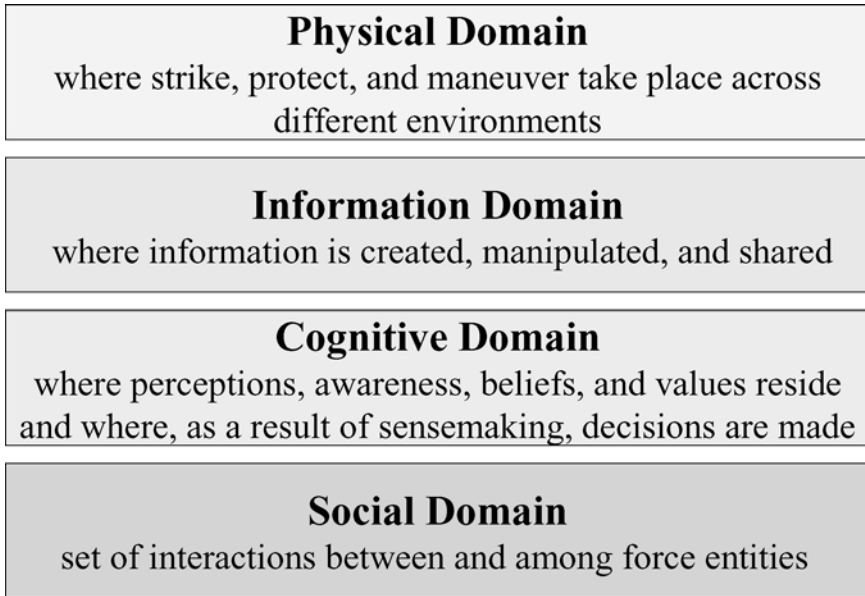 Physical Domain
where strike, protect, and maneuver take place across
different environments
Information Domain
where information is created, manipulated, and shared
Cognitive Domain
where perceptions, awareness, beliefs, and values reside
and where, as a result of sensemaking, decisions are made
Social Domain
set of interactions between and among force entities